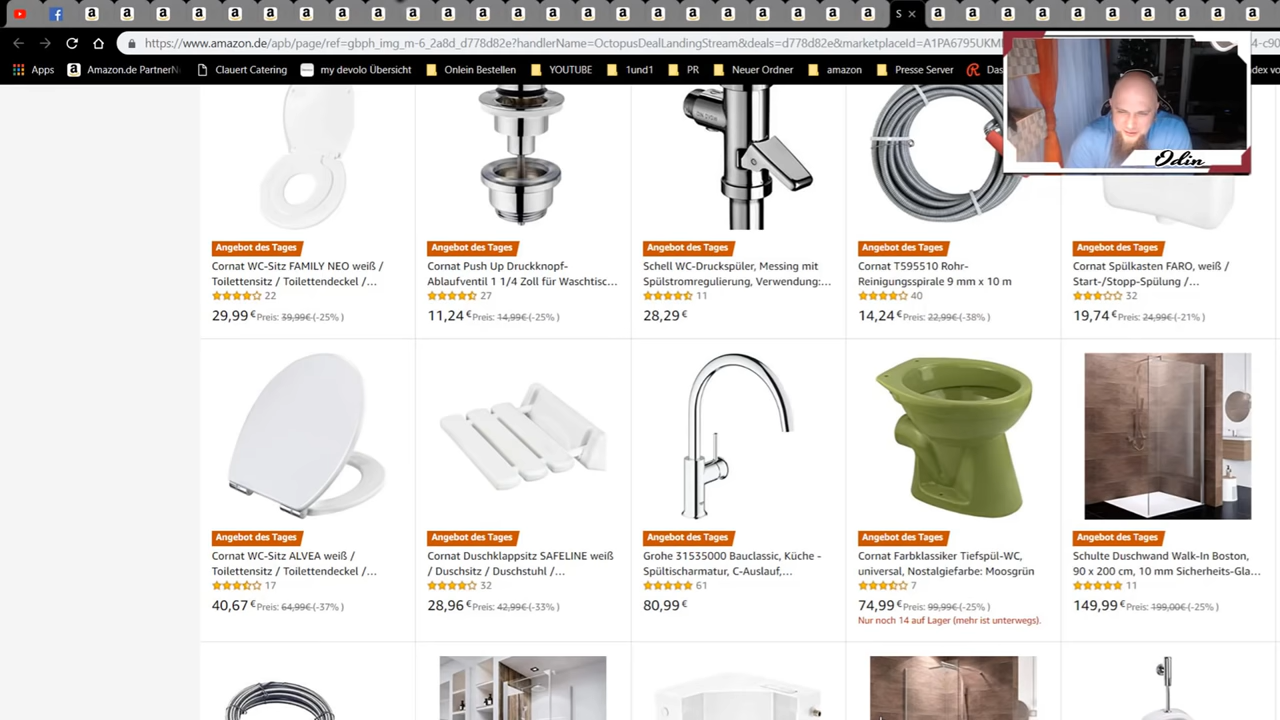 S
https://www.amazon.de/apb/page/ref=gbph_img_m-6_2a8d_d778d82e?handlerName=OctopusDealLandingStream&deals=d778d82e&marketplaceId=A1PA6795UKM
Apps Amazon.de PartnerN Clauert Catering my devolo Übersicht Onlein Bestellen YOUTUBE 1und1 PR Neuer Ordner amazon Presse Server Das
Odin
Angebot des Tages Angebot des Tages Angebot des Tages Angebot des Tages Angebot des Tages
Cornat WC-Sitz FAMILY NEO weiß /
Toilettensitz / Toilettendeckel /…
22
29,99 € Preis: 39,99€ (-25% )
Cornat Push Up Druckknopf-
Ablaufventil 1 1/4 Zoll für Waschtisc…
27
11,24 € Preis: 14,99€ (-25% )
Schell WC-Druckspüler, Messing mit
Spülstromregulierung, Verwendung:…
11
28,29 €
Cornat T595510 Rohr-
Reinigungsspirale 9 mm x 10 m
40
14,24 € Preis: 22,99€ (-38% )
Cornat Spülkasten FARO, weiß /
Start-/Stopp-Spülung /…
32
19,74 € Preis: 24,99€ (-21% )
Angebot des Tages Angebot des Tages Angebot des Tages Angebot des Tages Angebot des Tages
Cornat WC-Sitz ALVEA weiß /
Toilettensitz / Toilettendeckel /…
17
40,67 € Preis: 64,99€ (-37% )
Cornat Duschklappsitz SAFELINE weiß
/ Duschsitz / Duschstuhl /…
32
28,96 € Preis: 42,99€ (-33% )
Grohe 31535000 Bauclassic, Küche -
Spültischarmatur, C-Auslauf,…
61
80,99 €
Cornat Farbklassiker Tiefspül-WC,
universal, Nostalgiefarbe: Moosgrün
7
74,99 € Preis: 99,99€ (-25% )
Nur noch 14 auf Lager (mehr ist unterwegs).
Schulte Duschwand Walk-In Boston,
90 x 200 cm, 10 mm Sicherheits-Gla…
11
149,99 € Preis: 199,00€ (-25% )